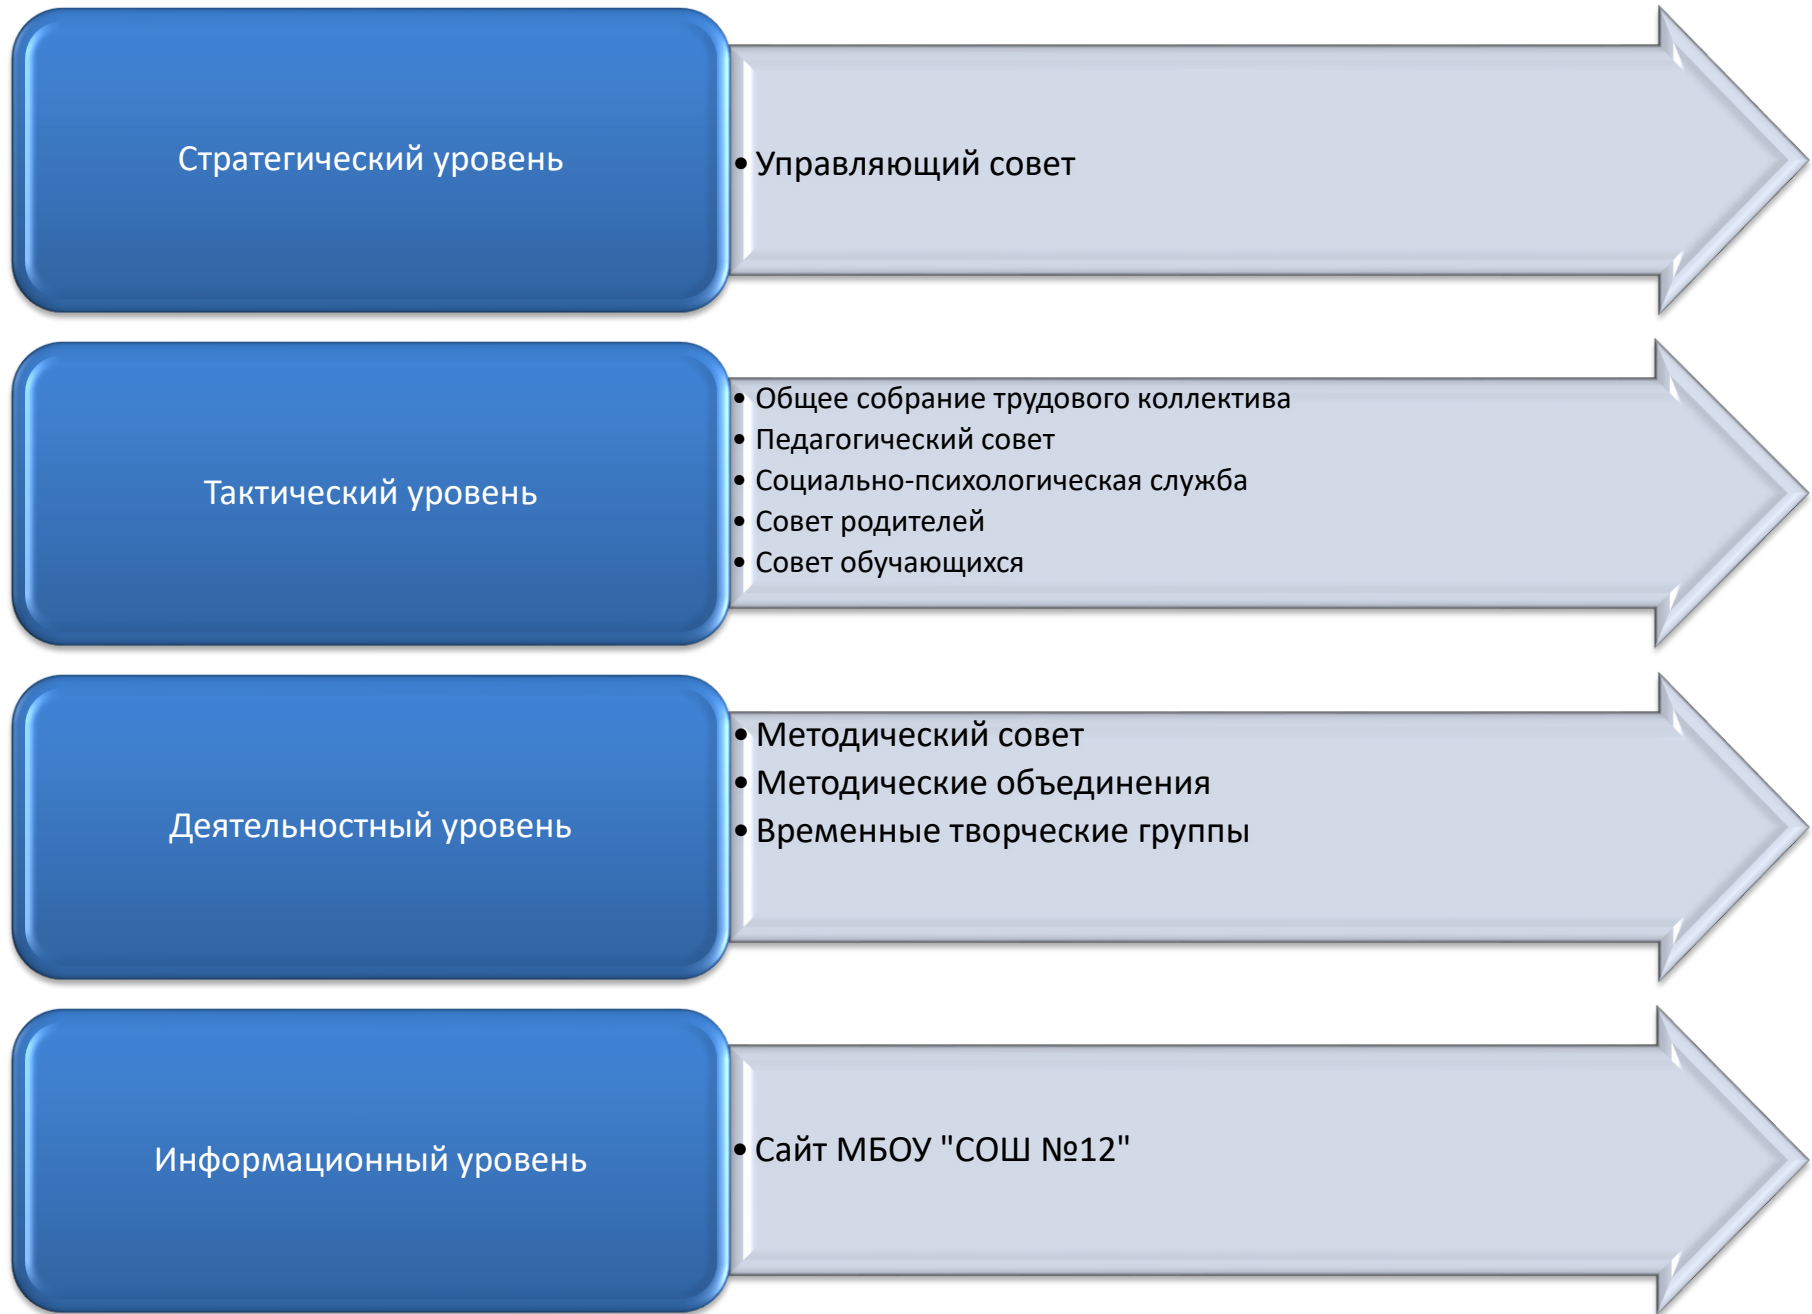 Стратегический уровень
• Управляющий совет
Тактический уровень
• Общее собрание трудового коллектива
• Педагогический совет
• Социально-психологическая служба
• Совет родителей
• Совет обучающихся
Деятельностный уровень
• Методический совет
• Методические объединения
• Временные творческие группы
Информационный уровень
• Сайт МБОУ "СОШ №12"